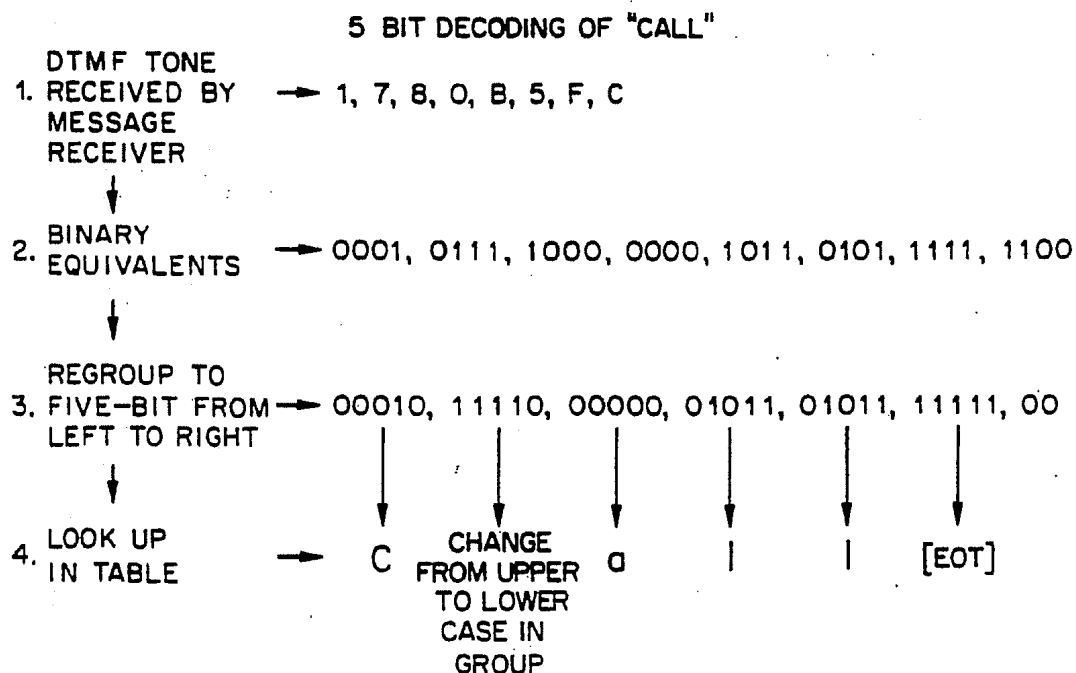 5 BIT DECODING OF "CALL"
1. DTMF TONE
RECEIVED BY
MESSAGE
RECEIVER
1, 7, 8, 0, B, 5, F, C
2. BINARY
EQUIVALENTS
0001, 0111, 1000, 0000, 1011, 0101, 1111, 1100
3. REGROUP TO
FIVE-BIT FROM
LEFT TO RIGHT
00010, 11110, 00000, 01011, 01011, 11111, 00
4. LOOK UP
IN TABLE
C
CHANGE
FROM UPPER
TO LOWER
CASE IN
GROUP
a
l
l
[EOT]